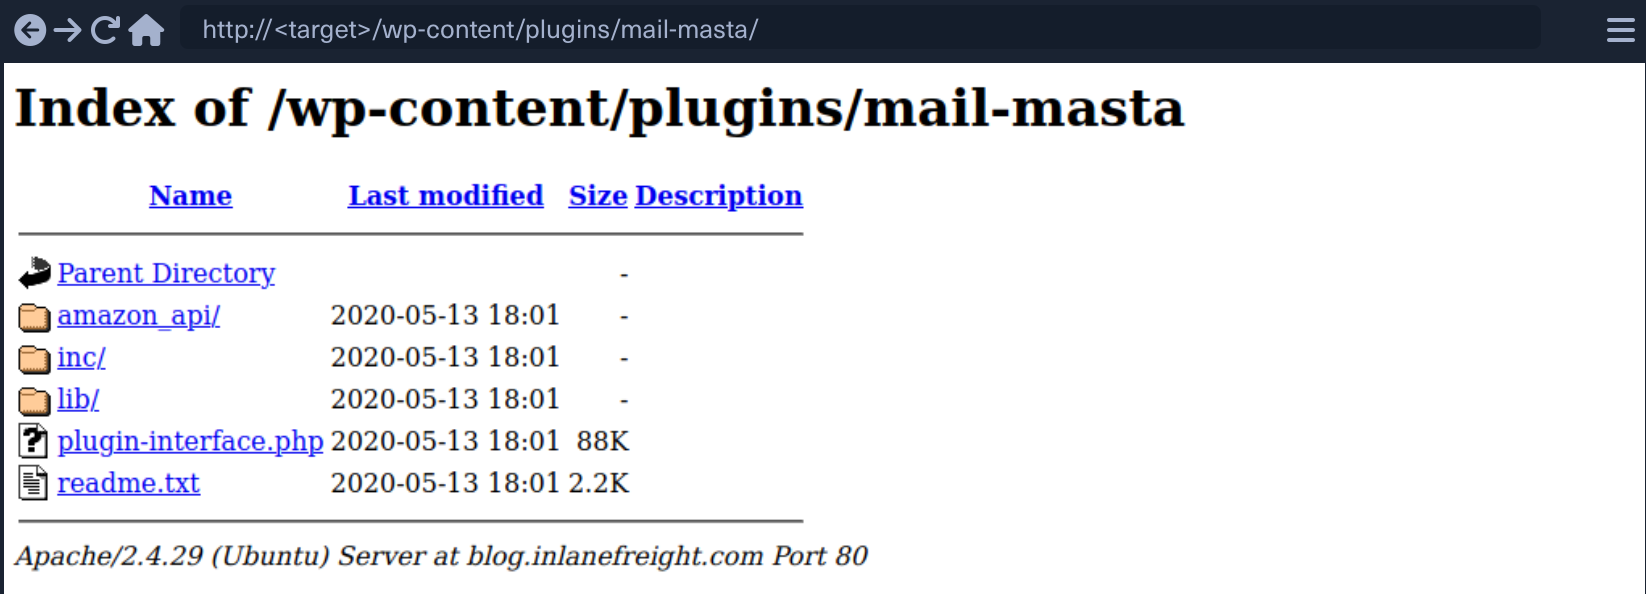 http://<target>/wp-content/plugins/mail-masta/
Index of /wp-content/plugins/mail-masta
Name Last modified Size Description
Parent Directory -
amazon_api/ 2020-05-13 18:01 -
inc/ 2020-05-13 18:01 -
lib/ 2020-05-13 18:01 -
plugin-interface.php 2020-05-13 18:01 88K
readme.txt 2020-05-13 18:01 2.2K
Apache/2.4.29 (Ubuntu) Server at blog.inlanefreight.com Port 80